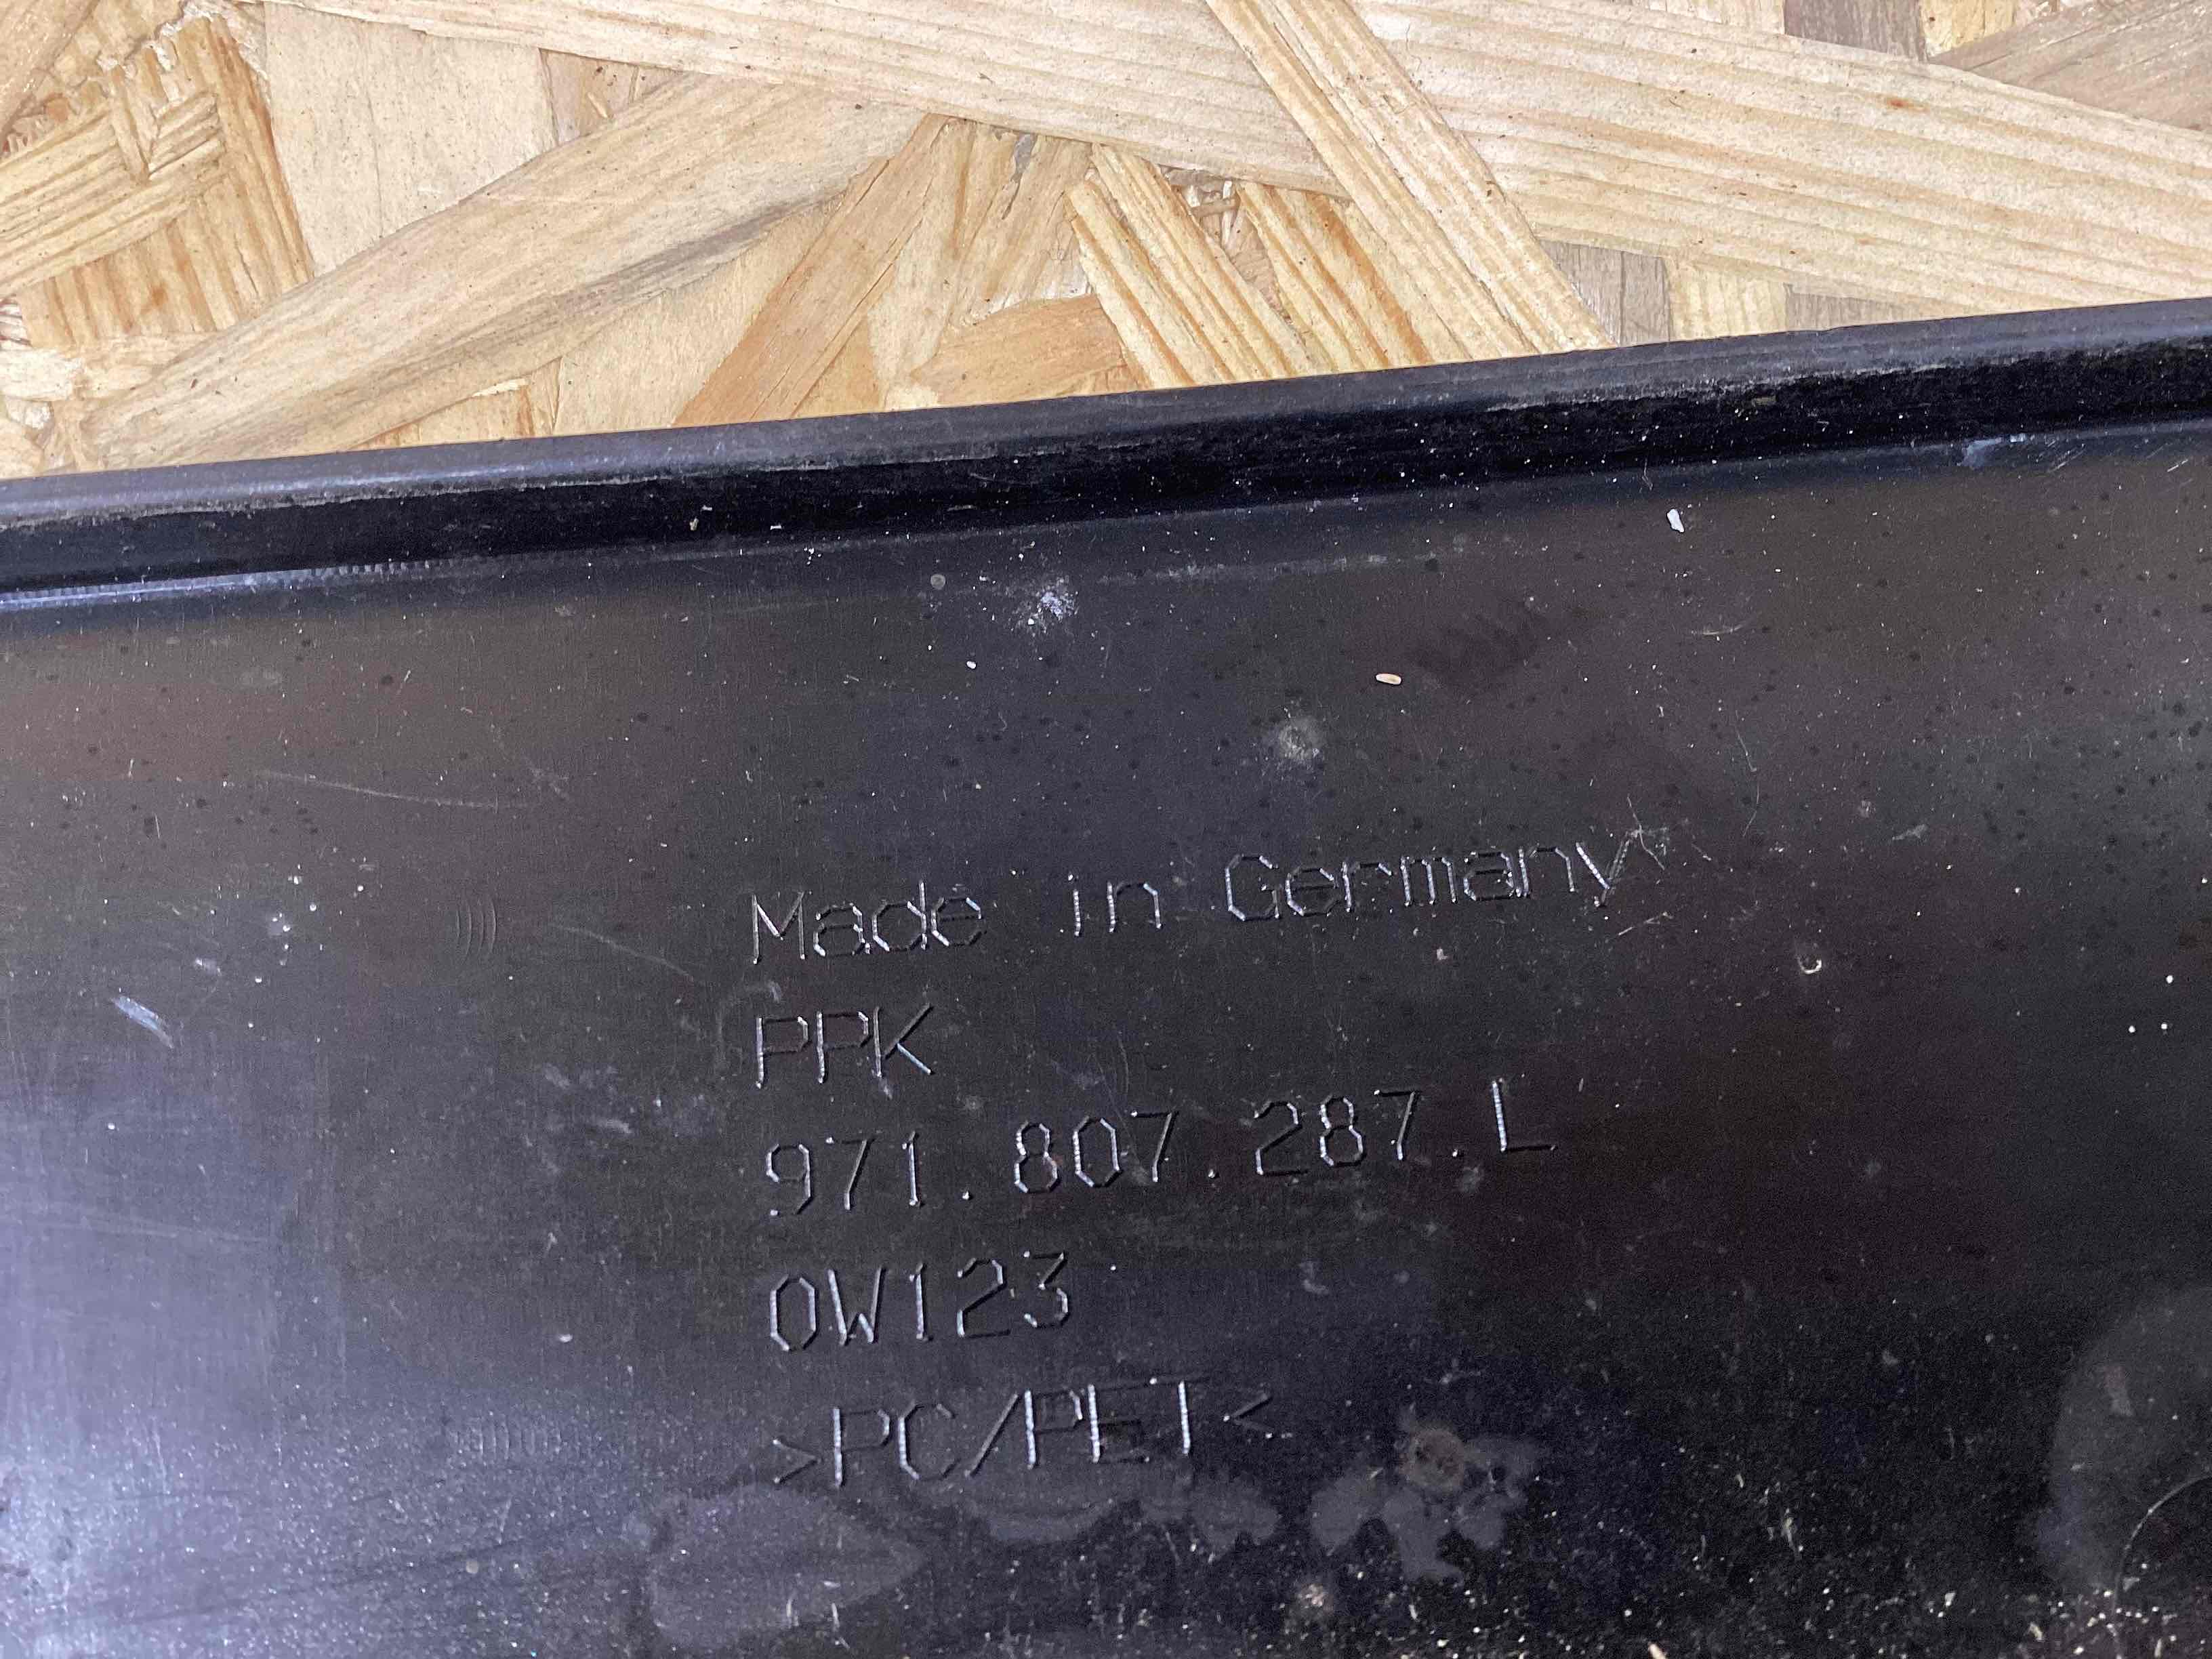 Made in Germany
PPK
971.807.287.L
0W123
>PC/PET<